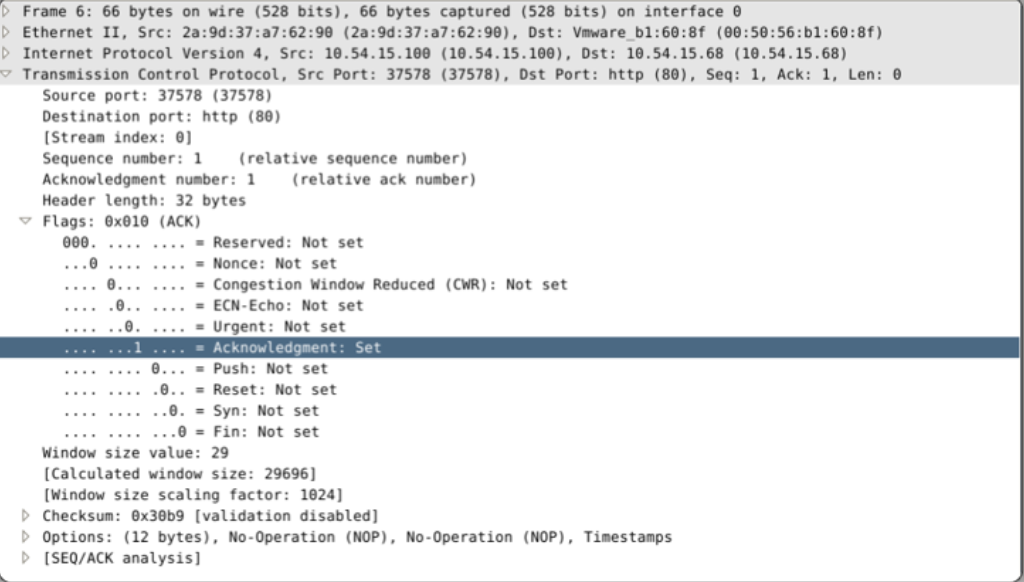 Frame 6: 66 bytes on wire (528 bits), 66 bytes captured (528 bits) on interface 0
Ethernet II, Src: 2a:9d:37:a7:62:90 (2a:9d:37:a7:62:90), Dst: Vmware_b1:60:8f (00:50:56:b1:60:8f)
Internet Protocol Version 4, Src: 10.54.15.100 (10.54.15.100), Dst: 10.54.15.68 (10.54.15.68)
Transmission Control Protocol, Src Port: 37578 (37578), Dst Port: http (80), Seq: 1, Ack: 1, Len: 0
Source port: 37578 (37578)
Destination port: http (80)
[Stream index: 0]
Sequence number: 1    (relative sequence number)
Acknowledgment number: 1    (relative ack number)
Header length: 32 bytes
Flags: 0x010 (ACK)
000. .... .... = Reserved: Not set
...0 .... .... = Nonce: Not set
.... 0... .... = Congestion Window Reduced (CWR): Not set
.... .0.. .... = ECN-Echo: Not set
.... ..0. .... = Urgent: Not set
.... ...1 .... = Acknowledgment: Set
.... .... 0... = Push: Not set
.... .... .0.. = Reset: Not set
.... .... ..0. = Syn: Not set
.... .... ...0 = Fin: Not set
Window size value: 29
[Calculated window size: 29696]
[Window size scaling factor: 1024]
Checksum: 0x30b9 [validation disabled]
Options: (12 bytes), No-Operation (NOP), No-Operation (NOP), Timestamps
[SEQ/ACK analysis]